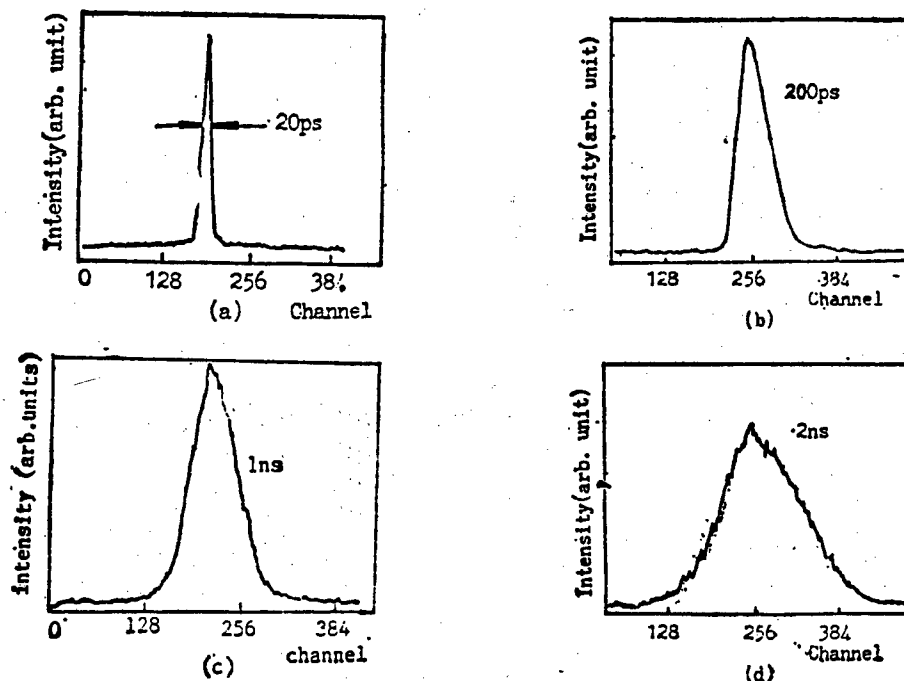 Intensity(arb. unit)
20ps
0 128 256 384
(a) Channel
Intensity(arb. unit)
200ps
128 256 384
Channel
(b)
Intensity (arb.units)
1ns
0 128 256 384
(c) channel
Intensity(arb. unit)
2ns
128 256 384
Channel
(d)